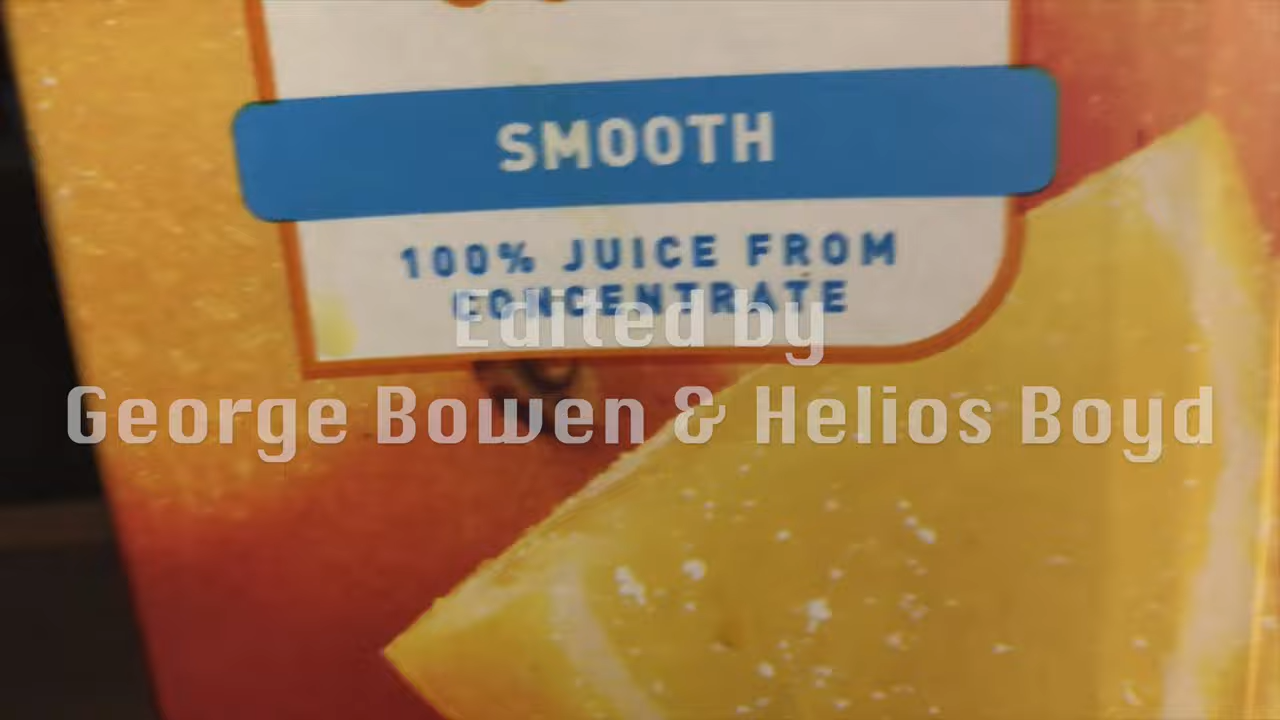 SMOOTH
100% JUICE FROM
CONCENTRATE
Edited by
George Bowen & Helios Boyd